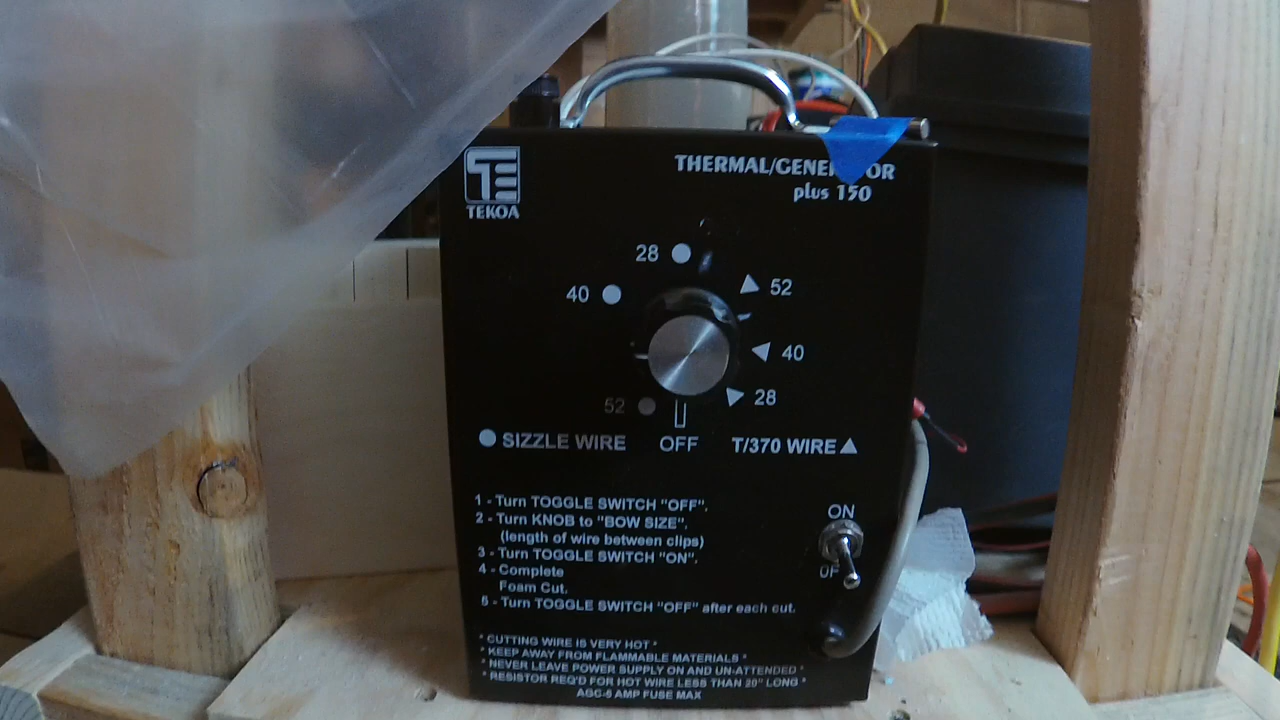 TE
TEKOA
THERMAL/GENE OR
plus 150
28
52
40
40
28
52
SIZZLE WIRE
OFF
T/370 WIRE
1 - Turn TOGGLE SWITCH "OFF".
2 - Turn KNOB to "BOW SIZE",
(length of wire between clips)
3 - Turn TOGGLE SWITCH "ON".
4 - Complete
Foam Cut.
5 - Turn TOGGLE SWITCH "OFF" after each cut.
ON
OF
* CUTTING WIRE IS VERY HOT *
* KEEP AWAY FROM FLAMMABLE MATERIALS *
* NEVER LEAVE POWER SUPPLY ON AND UN-ATTENDED *
* RESISTOR REQ'D FOR HOT WIRE LESS THAN 20" LONG *
AGC-5 AMP FUSE MAX